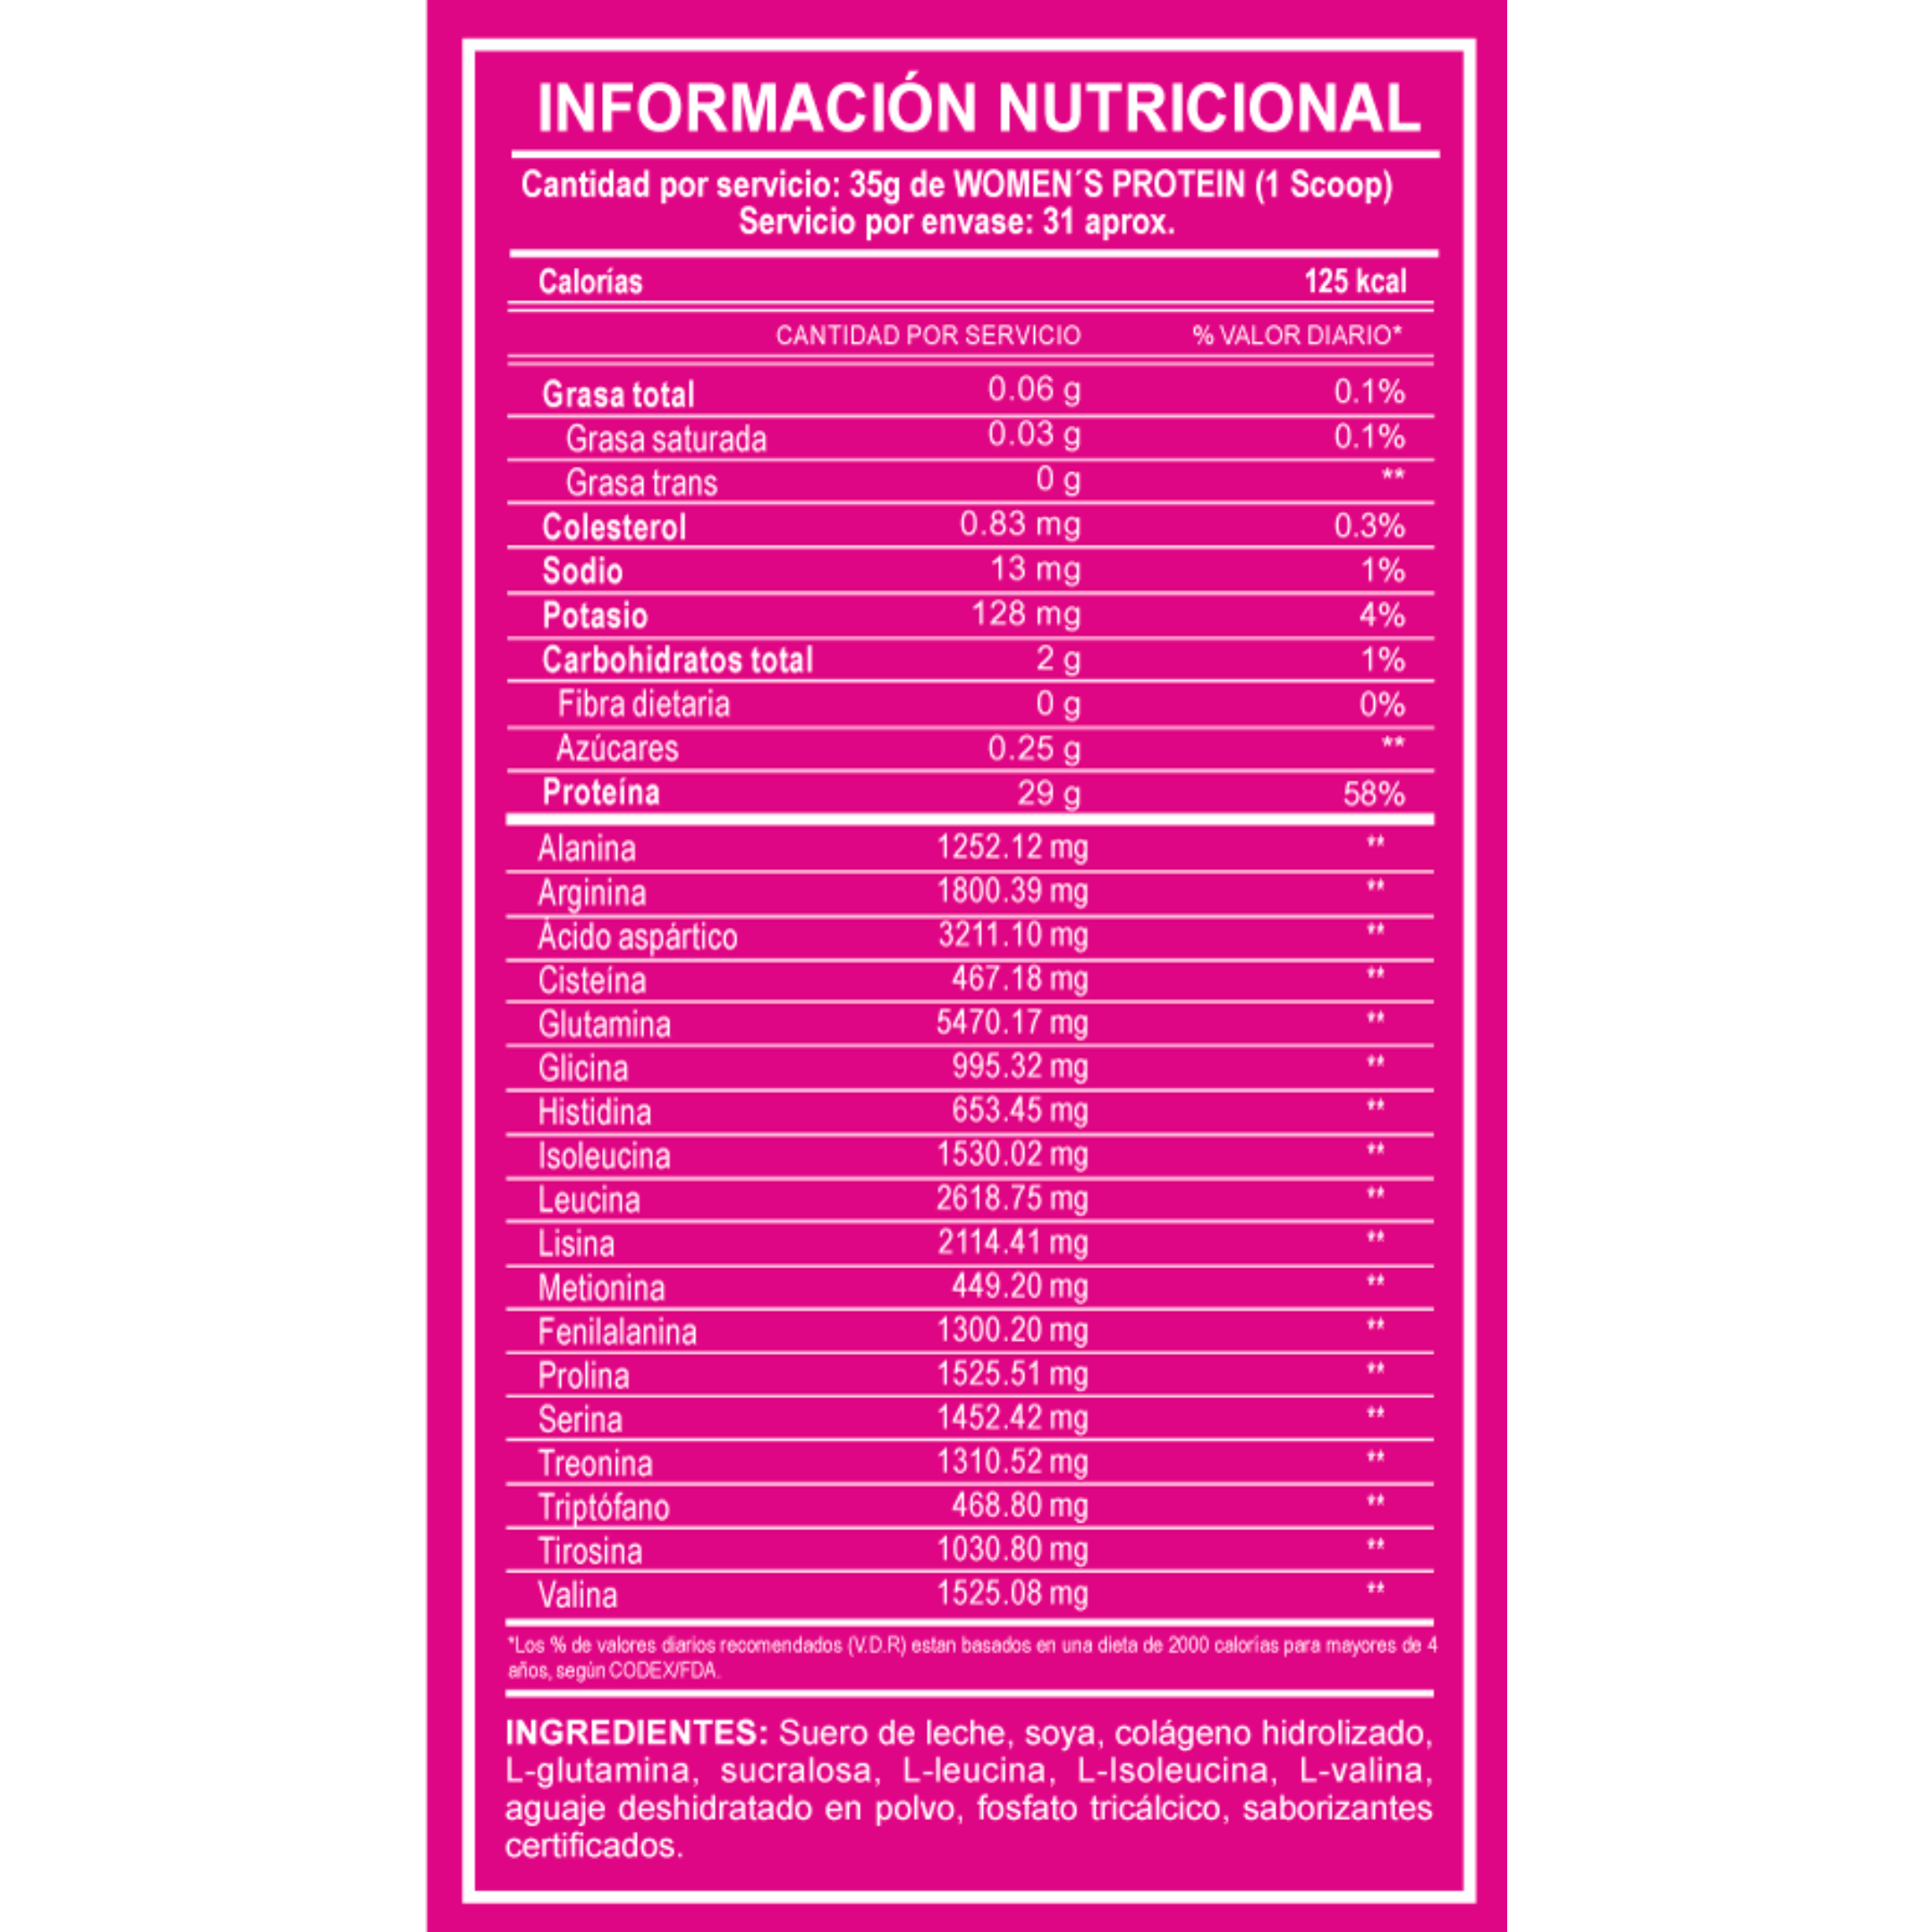 INFORMACIÓN NUTRICIONAL
Cantidad por servicio: 35g de WOMEN´S PROTEIN (1 Scoop)
Servicio por envase: 31 aprox.
Calorías 125 kcal
CANTIDAD POR SERVICIO % VALOR DIARIO*
Grasa total 0.06 g 0.1%
Grasa saturada 0.03 g 0.1%
Grasa trans 0 g **
Colesterol 0.83 mg 0.3%
Sodio 13 mg 1%
Potasio 128 mg 4%
Carbohidratos total 2 g 1%
Fibra dietaria 0 g 0%
Azúcares 0.25 g **
Proteína 29 g 58%
Alanina 1252.12 mg **
Arginina 1800.39 mg **
Ácido aspártico 3211.10 mg **
Cisteína 467.18 mg **
Glutamina 5470.17 mg **
Glicina 995.32 mg **
Histidina 653.45 mg **
Isoleucina 1530.02 mg **
Leucina 2618.75 mg **
Lisina 2114.41 mg **
Metionina 449.20 mg **
Fenilalanina 1300.20 mg **
Prolina 1525.51 mg **
Serina 1452.42 mg **
Treonina 1310.52 mg **
Triptófano 468.80 mg **
Tirosina 1030.80 mg **
Valina 1525.08 mg **
*Los % de valores diarios recomendados (V.D.R) estan basados en una dieta de 2000 calorías para mayores de 4
años, según CODEX/FDA.
INGREDIENTES: Suero de leche, soya, colágeno hidrolizado,
L-glutamina, sucralosa, L-leucina, L-Isoleucina, L-valina,
aguaje deshidratado en polvo, fosfato tricálcico, saborizantes
certificados.